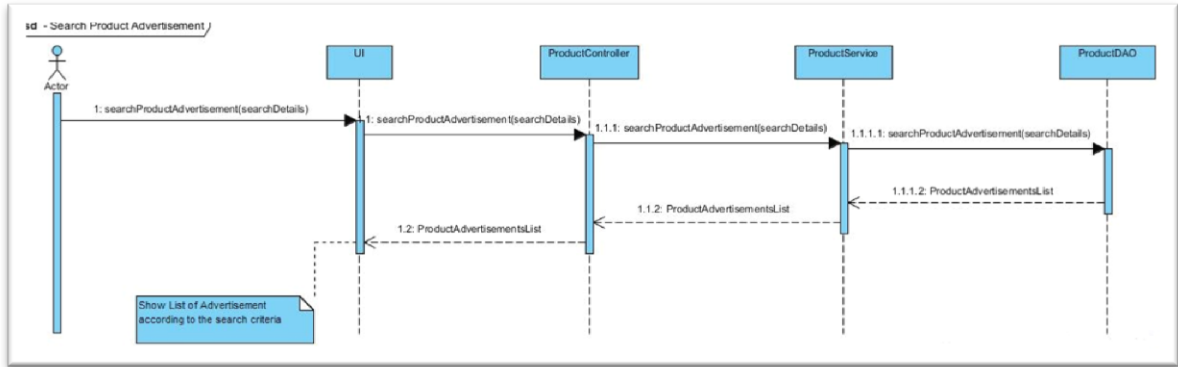 sd - Search Product Advertisement
UI
ProductController
ProductService
ProductDAO
Actor
1: searchProductAdvertisement(searchDetails)
1.1: searchProductAdvertisement(searchDetails)
1.1.1: searchProductAdvertisement(searchDetails)
1.1.1.1: searchProductAdvertisement(searchDetails)
1.1.1.2: ProductAdvertisementsList
1.1.2: ProductAdvertisementsList
1.2: ProductAdvertisementsList
Show List of Advertisement
according to the search criteria